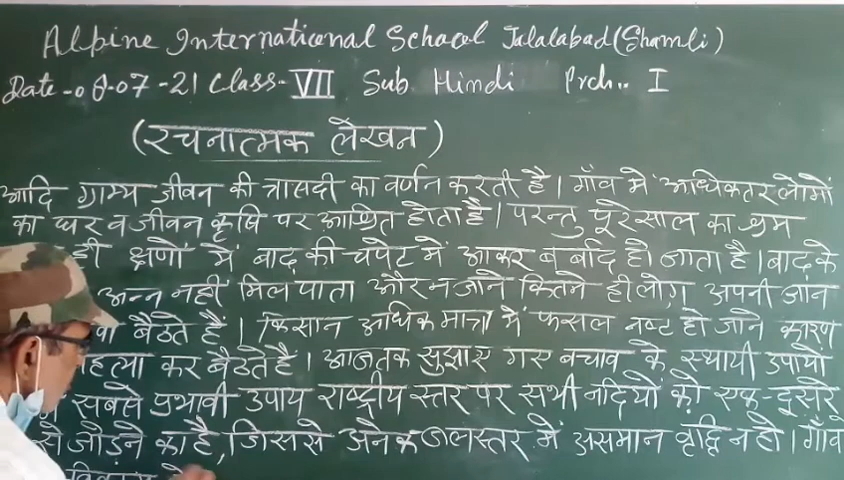 Alpine International School Jalalabad (Shamli)
Date - 06-07-21 Class- VII Sub Hindi Prd... I
(रचनात्मक लेखन)
आदि ग्राम्य जीवन की त्रासदी का वर्णन करती है। गाँव में अधिकतर लोगों
का घर व जीवन कृषि पर आश्रित होता है। परन्तु पूरे साल का श्रम
ही क्षणों में बाढ़ की चपेट में आकर बर्बाद हो जाता है। बाढ़ के
अन्न नहीं मिल पाता और न जाने कितने ही लोग अपनी जान
बैठते हैं। किसान अधिक मात्रा में फसल नष्ट हो जाने कारण
कर बैठते है। आजतक सुझाए गए बचाव के स्थायी उपायों
सबसे प्रभावी उपाय राष्ट्रीय स्तर पर सभी नदियों को एक-दूसरे
से जोड़ने का है, जिससे अनेक जलस्तर में असमान वृद्धि न हो। गाँव